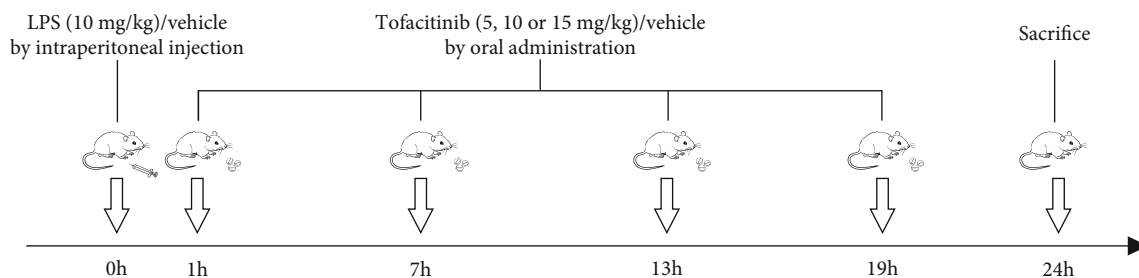 LPS (10 mg/kg)/vehicle
by intraperitoneal injection
Tofacitinib (5, 10 or 15 mg/kg)/vehicle
by oral administration
Sacrifice
0h
1h
7h
13h
19h
24h